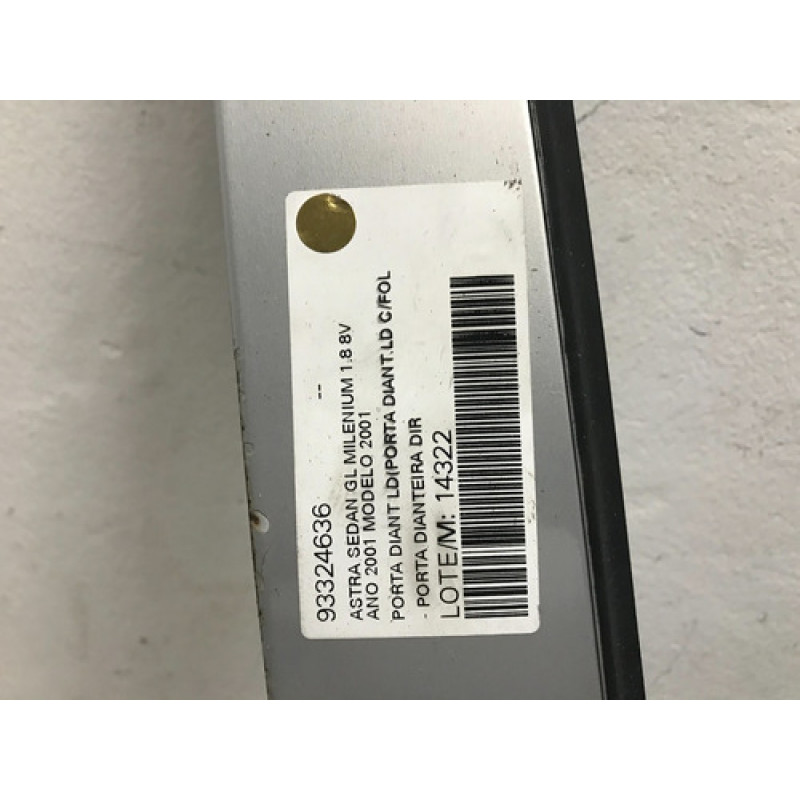 93324636 --
ASTRA SEDAN GL MILENIUM 1.8 8V
ANO 2001 MODELO 2001
PORTA DIANT LD(PORTA DIANT.LD C/FOL
- PORTA DIANTEIRA DIR
LOTE/M: 14322